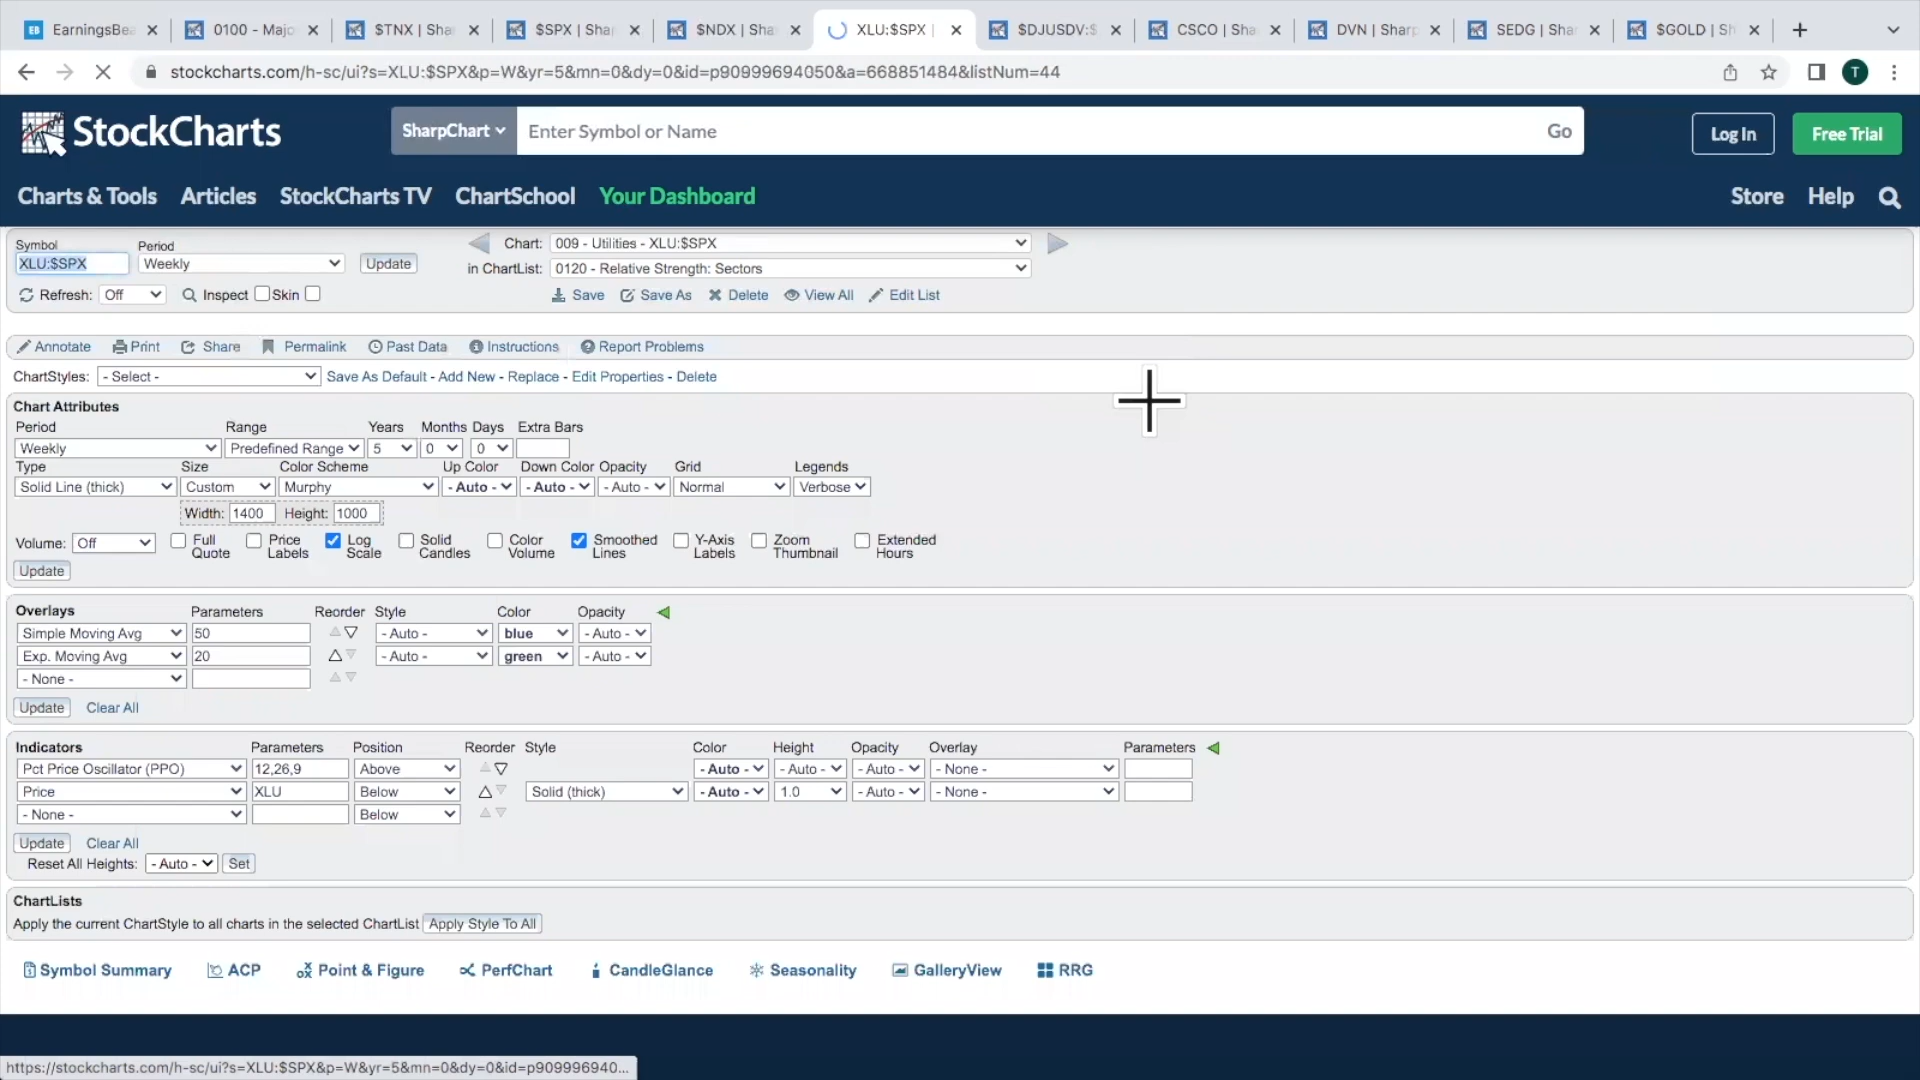 EB EarningsBea
0100 - Majo
$TNX | Sha
$SPX | Shar
$NDX | Sha
XLU:$SPX |
$DJUSDV:$
CSCO | Sha
DVN | Sharp
SEDG | Shar
$GOLD | Sh
stockcharts.com/h-sc/ui?s=XLU:$SPX&p=W&yr=5&mn=0&dy=0&id=p90999694050&a=668851484&listNum=44
T
StockCharts
SharpChart
Enter Symbol or Name
Go
Log In
Free Trial
Charts & Tools Articles StockCharts TV ChartSchool Your Dashboard Store Help
Symbol Period
XLU:$SPX Weekly Update
Chart: 009 - Utilities - XLU:$SPX
in ChartList: 0120 - Relative Strength: Sectors
Refresh: Off Inspect Skin
Save Save As Delete View All Edit List
Annotate Print Share Permalink Past Data Instructions Report Problems
ChartStyles: - Select - Save As Default - Add New - Replace - Edit Properties - Delete
Chart Attributes
Period Range Years Months Days Extra Bars
Weekly Predefined Range 5 0 0
Type Size Color Scheme Up Color Down Color Opacity Grid Legends
Solid Line (thick) Custom Murphy - Auto - - Auto - - Auto - Normal Verbose
Width: 1400 Height: 1000
Volume: Off Full Quote Price Labels Log Scale Solid Candles Color Volume Smoothed Lines Y-Axis Labels Zoom Thumbnail Extended Hours
Update
Overlays Parameters Reorder Style Color Opacity
Simple Moving Avg 50 - Auto - blue - Auto -
Exp. Moving Avg 20 - Auto - green - Auto -
- None -
Update Clear All
Indicators Parameters Position Reorder Style Color Height Opacity Overlay Parameters
Pct Price Oscillator (PPO) 12,26,9 Above - Auto - - Auto - - Auto - - None -
Price XLU Below Solid (thick) - Auto - 1.0 - Auto - - None -
- None - Below
Update Clear All
Reset All Heights: - Auto - Set
ChartLists
Apply the current ChartStyle to all charts in the selected ChartList Apply Style To All
Symbol Summary ACP Point & Figure PerfChart CandleGlance Seasonality GalleryView RRG
https://stockcharts.com/h-sc/ui?s=XLU:$SPX&p=W&yr=5&mn=0&dy=0&id=p909996940...